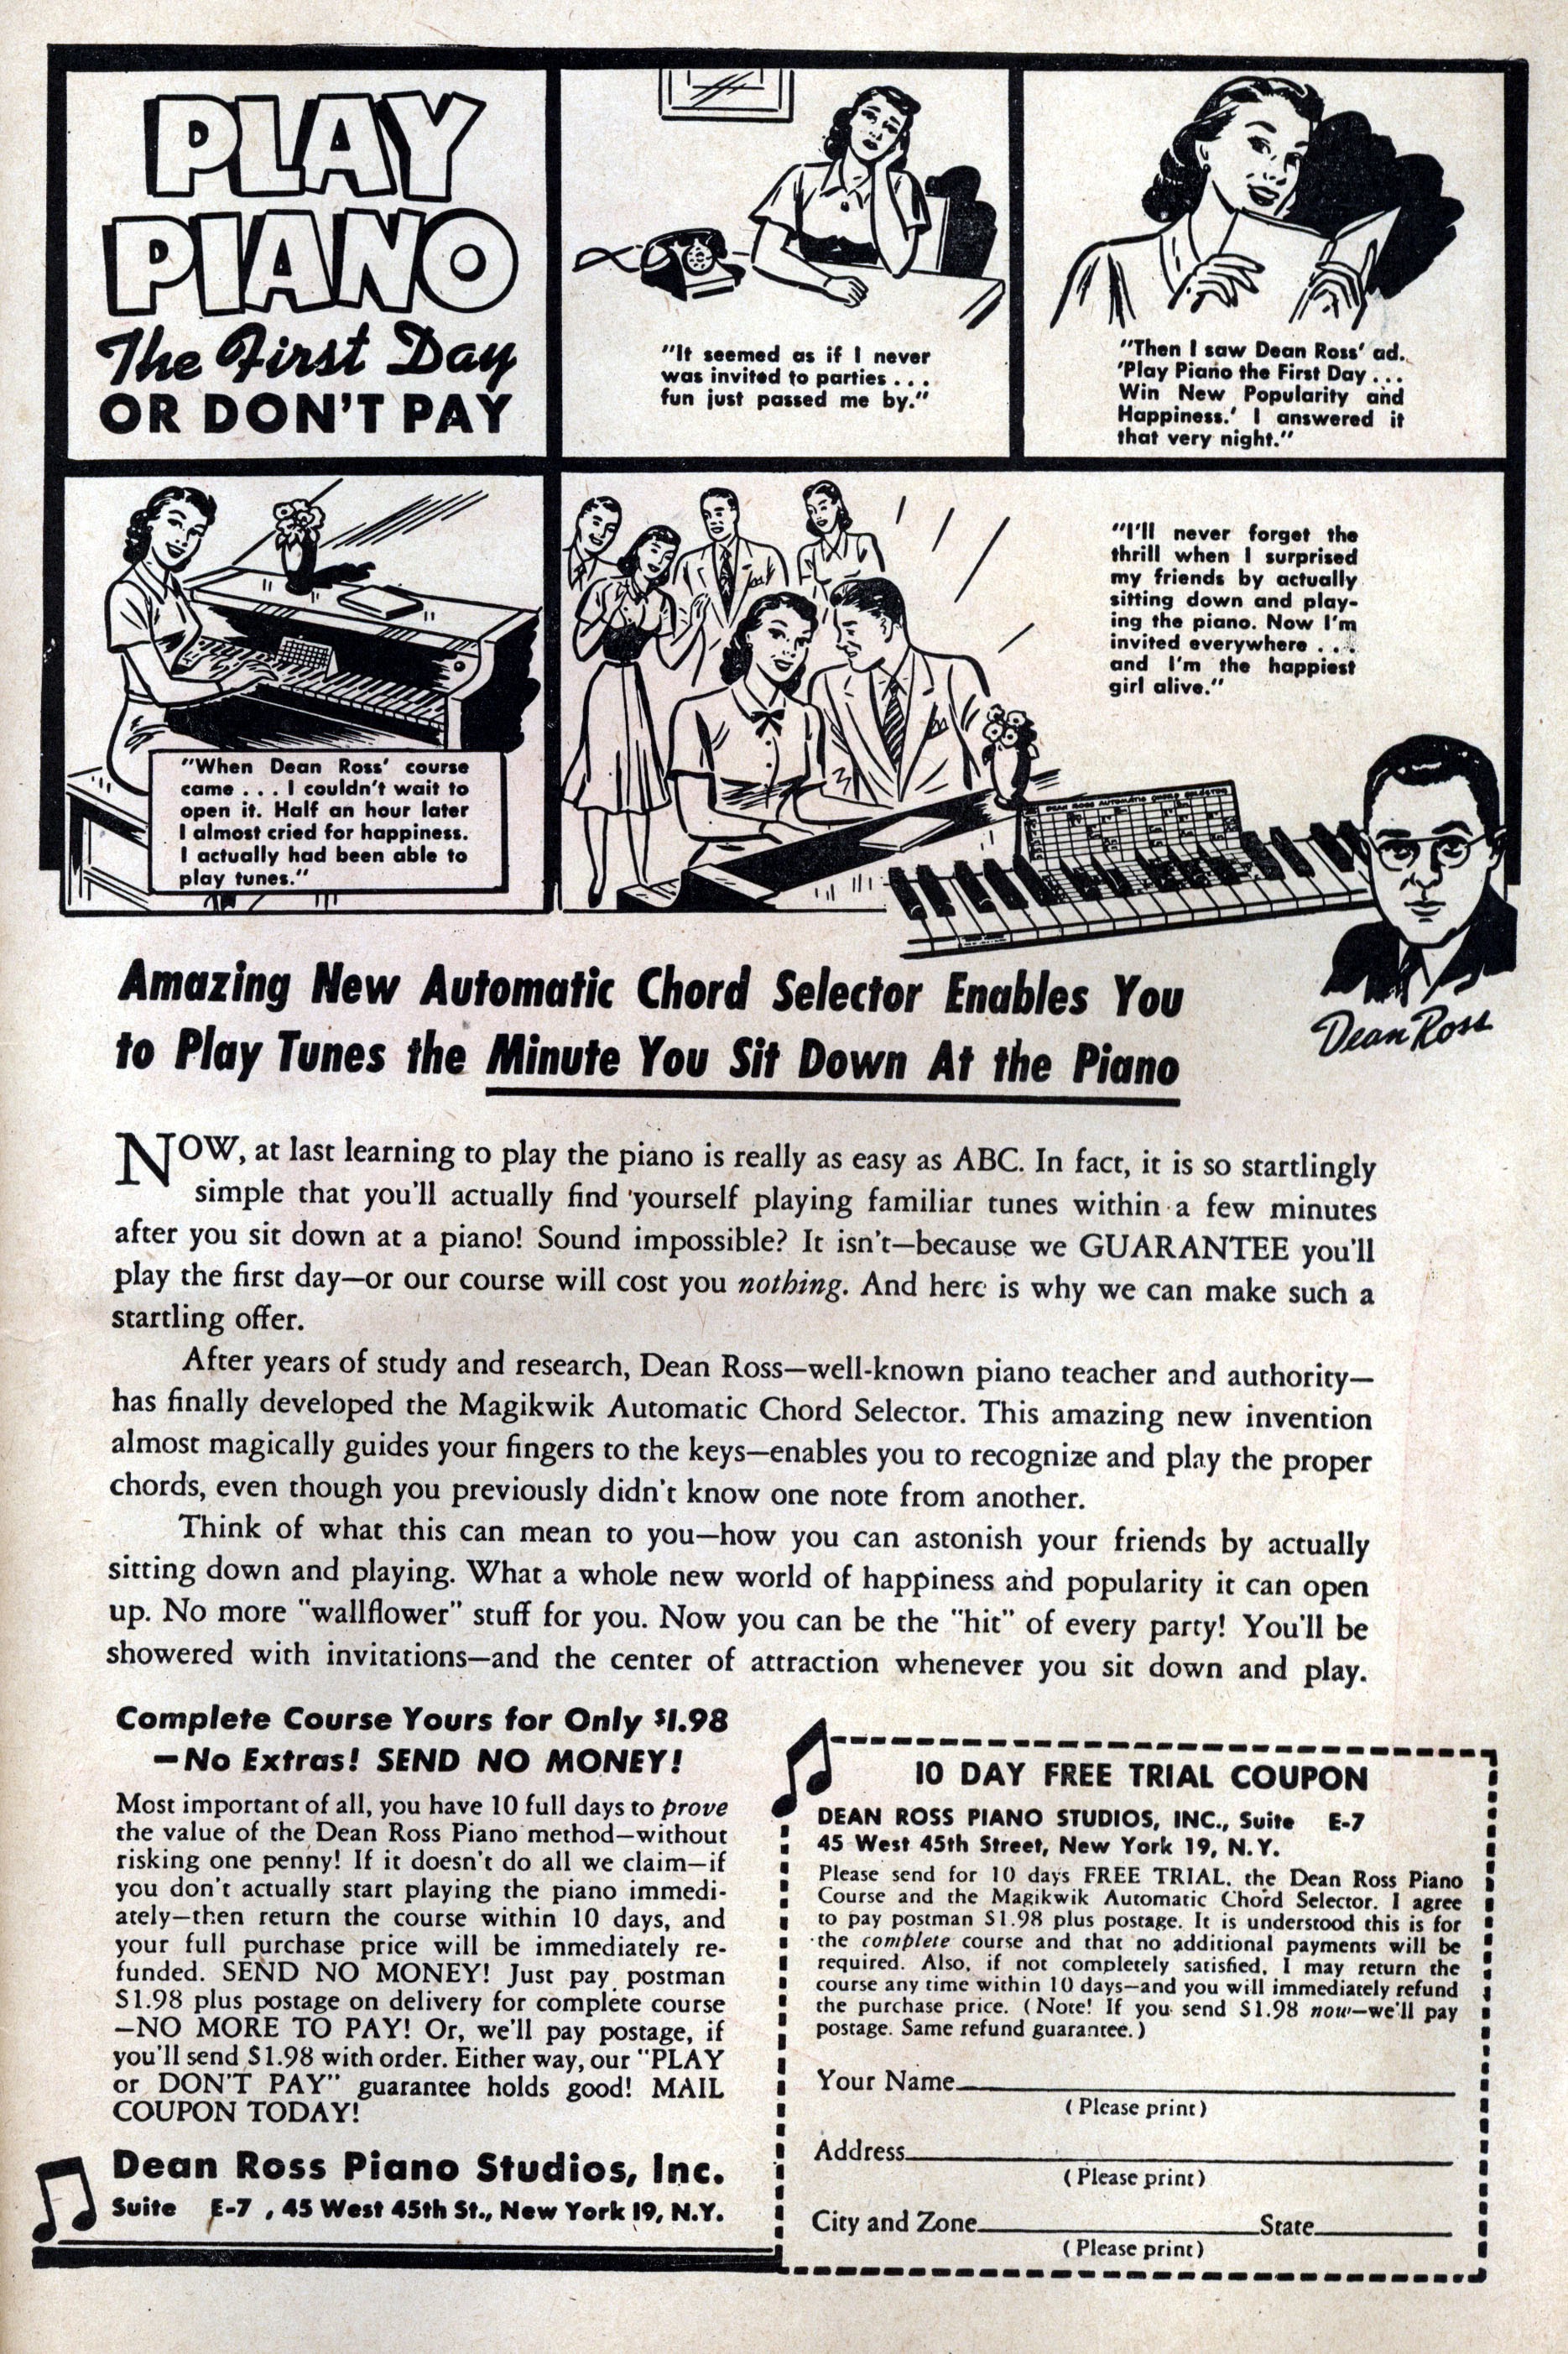 PLAY
PIANO
The First Day
OR DON'T PAY
"It seemed as if I never
was invited to parties . . .
fun just passed me by."
"Then I saw Dean Ross' ad.
'Play Piano the First Day . . .
Win New Popularity and
Happiness.' I answered it
that very night."
"When Dean Ross' course
came . . . I couldn't wait to
open it. Half an hour later
I almost cried for happiness.
I actually had been able to
play tunes."
"I'll never forget the
thrill when I surprised
my friends by actually
sitting down and play-
ing the piano. Now I'm
invited everywhere . . .
and I'm the happiest
girl alive."
DEAN ROSS AUTOMATIC CHORD SELECTOR
Dean Ross
Amazing New Automatic Chord Selector Enables You
to Play Tunes the Minute You Sit Down At the Piano
NOW, at last learning to play the piano is really as easy as ABC. In fact, it is so startlingly
simple that you'll actually find yourself playing familiar tunes within a few minutes
after you sit down at a piano! Sound impossible? It isn't—because we GUARANTEE you'll
play the first day—or our course will cost you nothing. And here is why we can make such a
startling offer.
After years of study and research, Dean Ross—well-known piano teacher and authority—
has finally developed the Magikwik Automatic Chord Selector. This amazing new invention
almost magically guides your fingers to the keys—enables you to recognize and play the proper
chords, even though you previously didn't know one note from another.
Think of what this can mean to you—how you can astonish your friends by actually
sitting down and playing. What a whole new world of happiness and popularity it can open
up. No more "wallflower" stuff for you. Now you can be the "hit" of every party! You'll be
showered with invitations—and the center of attraction whenever you sit down and play.
Complete Course Yours for Only $1.98
—No Extras! SEND NO MONEY!
Most important of all, you have 10 full days to prove
the value of the Dean Ross Piano method—without
risking one penny! If it doesn't do all we claim—if
you don't actually start playing the piano immedi-
ately—then return the course within 10 days, and
your full purchase price will be immediately re-
funded. SEND NO MONEY! Just pay postman
$1.98 plus postage on delivery for complete course
—NO MORE TO PAY! Or, we'll pay postage, if
you'll send $1.98 with order. Either way, our "PLAY
or DON'T PAY" guarantee holds good! MAIL
COUPON TODAY!
Dean Ross Piano Studios, Inc.
Suite E-7 , 45 West 45th St., New York 19, N.Y.
10 DAY FREE TRIAL COUPON
DEAN ROSS PIANO STUDIOS, INC., Suite E-7
45 West 45th Street, New York 19, N.Y.
Please send for 10 days FREE TRIAL, the Dean Ross Piano
Course and the Magikwik Automatic Chord Selector. I agree
to pay postman $1.98 plus postage. It is understood this is for
the complete course and that no additional payments will be
required. Also, if not completely satisfied, I may return the
course any time within 10 days—and you will immediately refund
the purchase price. (Note! If you send $1.98 now—we'll pay
postage. Same refund guarantee.)
Your Name
(Please print)
Address
(Please print)
City and Zone State
(Please print)